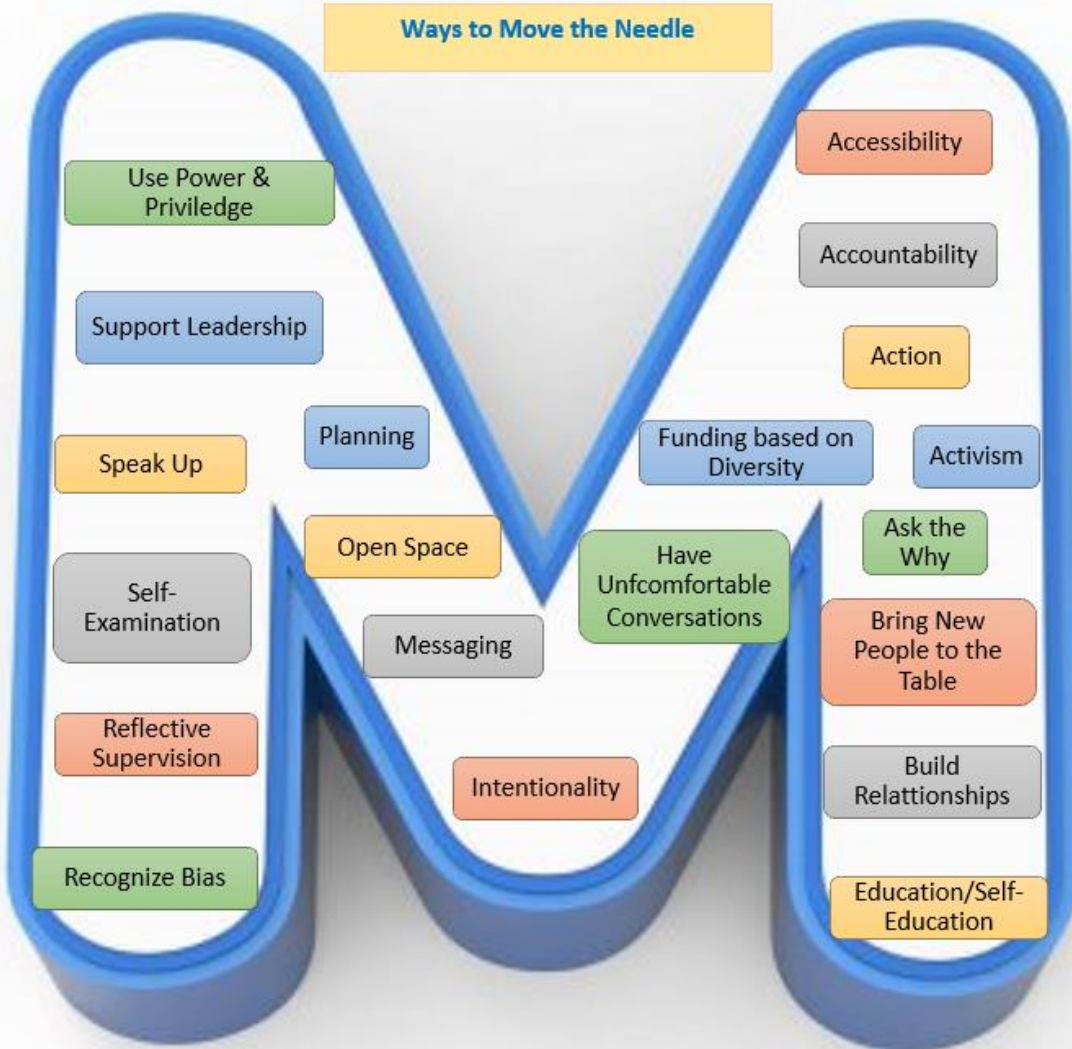 Ways to Move the Needle
Use Power &
Priviledge
Support Leadership
Speak Up
Self-
Examination
Reflective
Supervision
Recognize Bias
Planning
Open Space
Messaging
Intentionality
Have
Unfcomfortable
Conversations
Funding based on
Diversity
Accessibility
Accountability
Action
Activism
Ask the
Why
Bring New
People to the
Table
Build
Relattionships
Education/Self-
Education